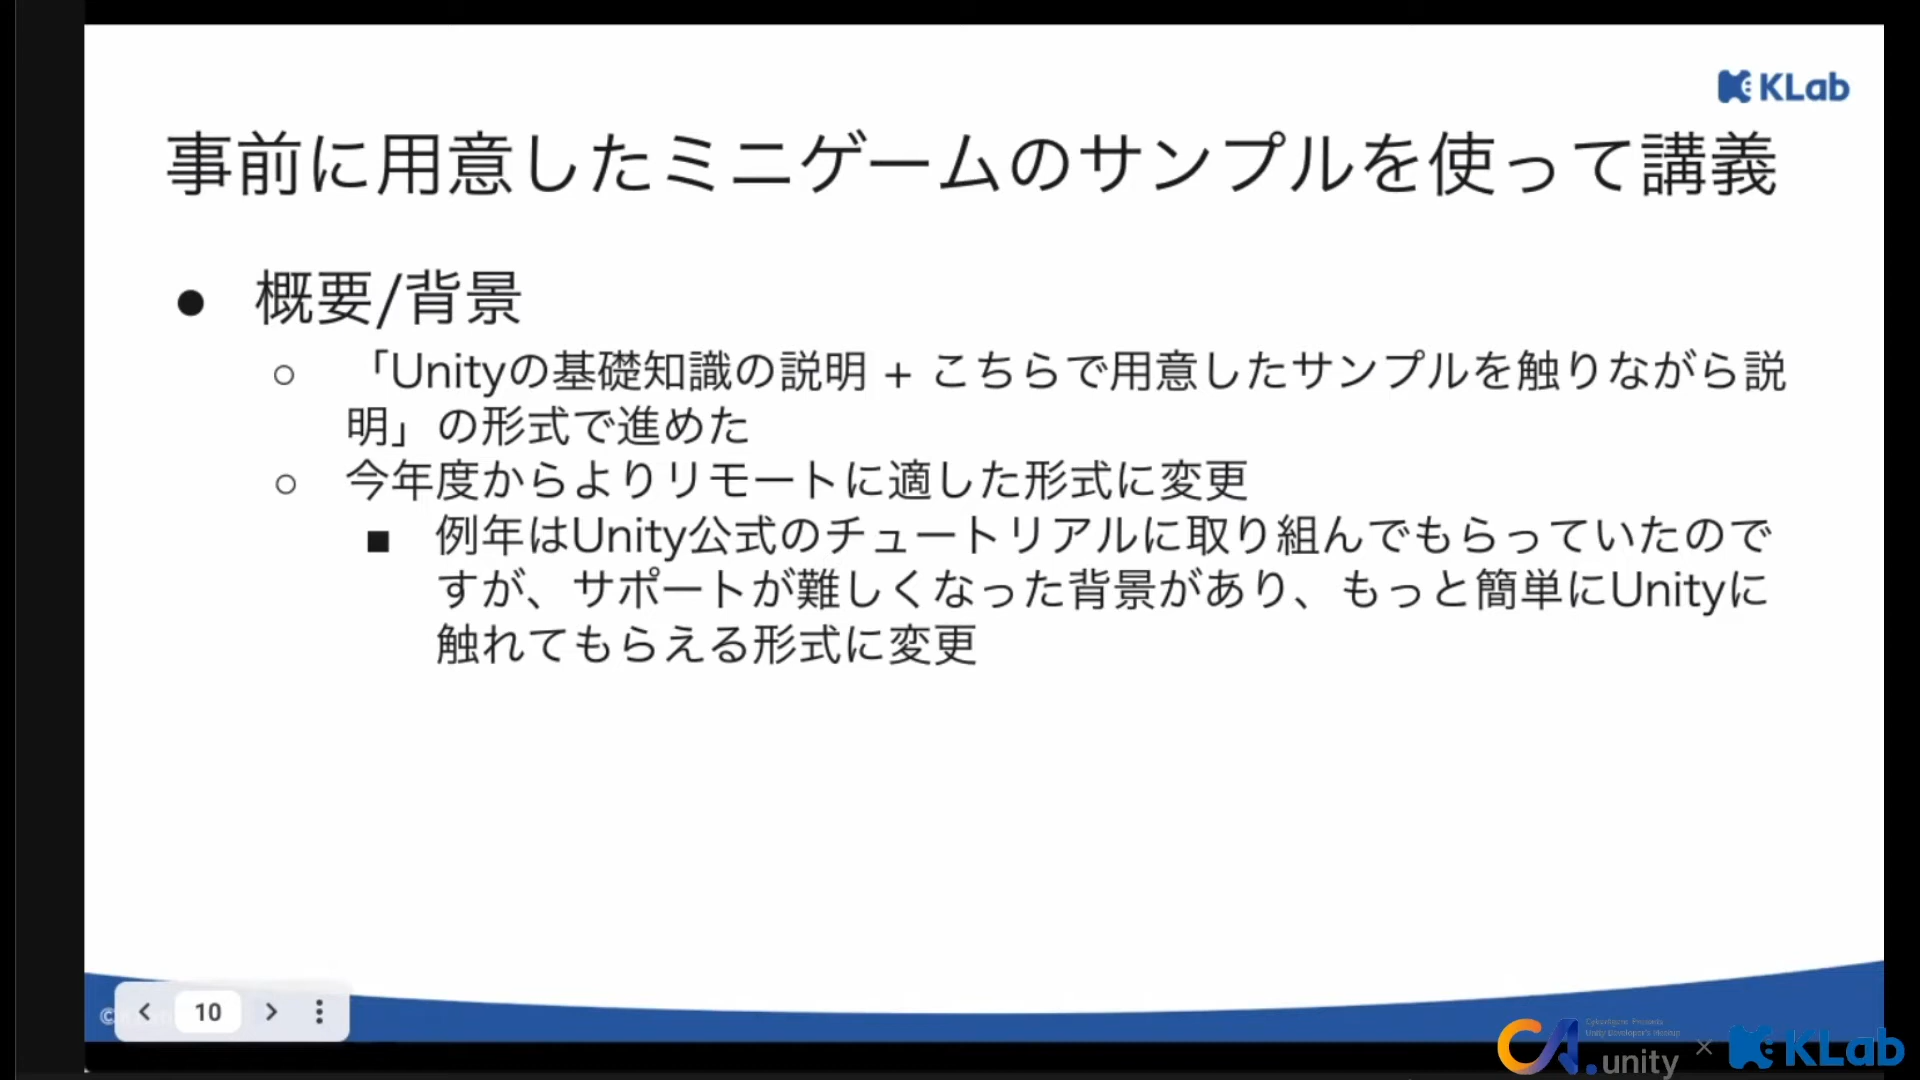 KLab
事前に用意したミニゲームのサンプルを使って講義
● 概要/背景
○ 「Unityの基礎知識の説明 + こちらで用意したサンプルを触りながら説
明」の形式で進めた
○ 今年度からよりリモートに適した形式に変更
■ 例年はUnity公式のチュートリアルに取り組んでもらっていたので
すが、サポートが難しくなった背景があり、もっと簡単にUnityに
触れてもらえる形式に変更
10
CA.unity × KLab